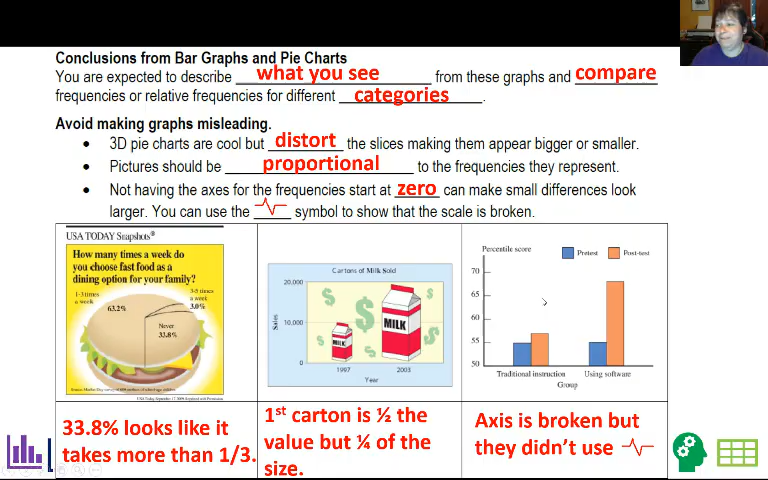 Conclusions from Bar Graphs and Pie Charts
You are expected to describe what you see from these graphs and compare
frequencies or relative frequencies for different categories.
Avoid making graphs misleading.
• 3D pie charts are cool but distort the slices making them appear bigger or smaller.
• Pictures should be proportional to the frequencies they represent.
• Not having the axes for the frequencies start at zero can make small differences look
larger. You can use the symbol to show that the scale is broken.
USA TODAY Snapshots®
How many times a week do
you choose fast food as a
dining option for your family?
1-3 times
a week
63.2%
3-5 times
a week
3.0%
Never
33.8%
Cartons of Milk Sold
20,000
10,000
0
Sales
MILK
MILK
1997
2003
Year
Percentile score
Pretest
Post-test
70
65
60
55
50
Traditional instruction
Using software
Group
33.8% looks like it
takes more than 1/3.
1st carton is ½ the
value but ¼ of the
size.
Axis is broken but
they didn't use